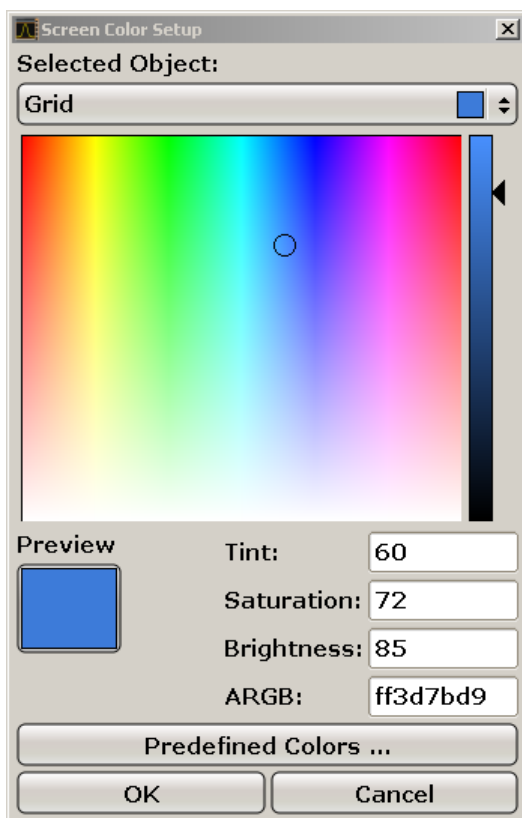 Screen Color Setup
Selected Object:
Grid
Preview
Tint: 60
Saturation: 72
Brightness: 85
ARGB: ff3d7bd9
Predefined Colors ...
OK Cancel